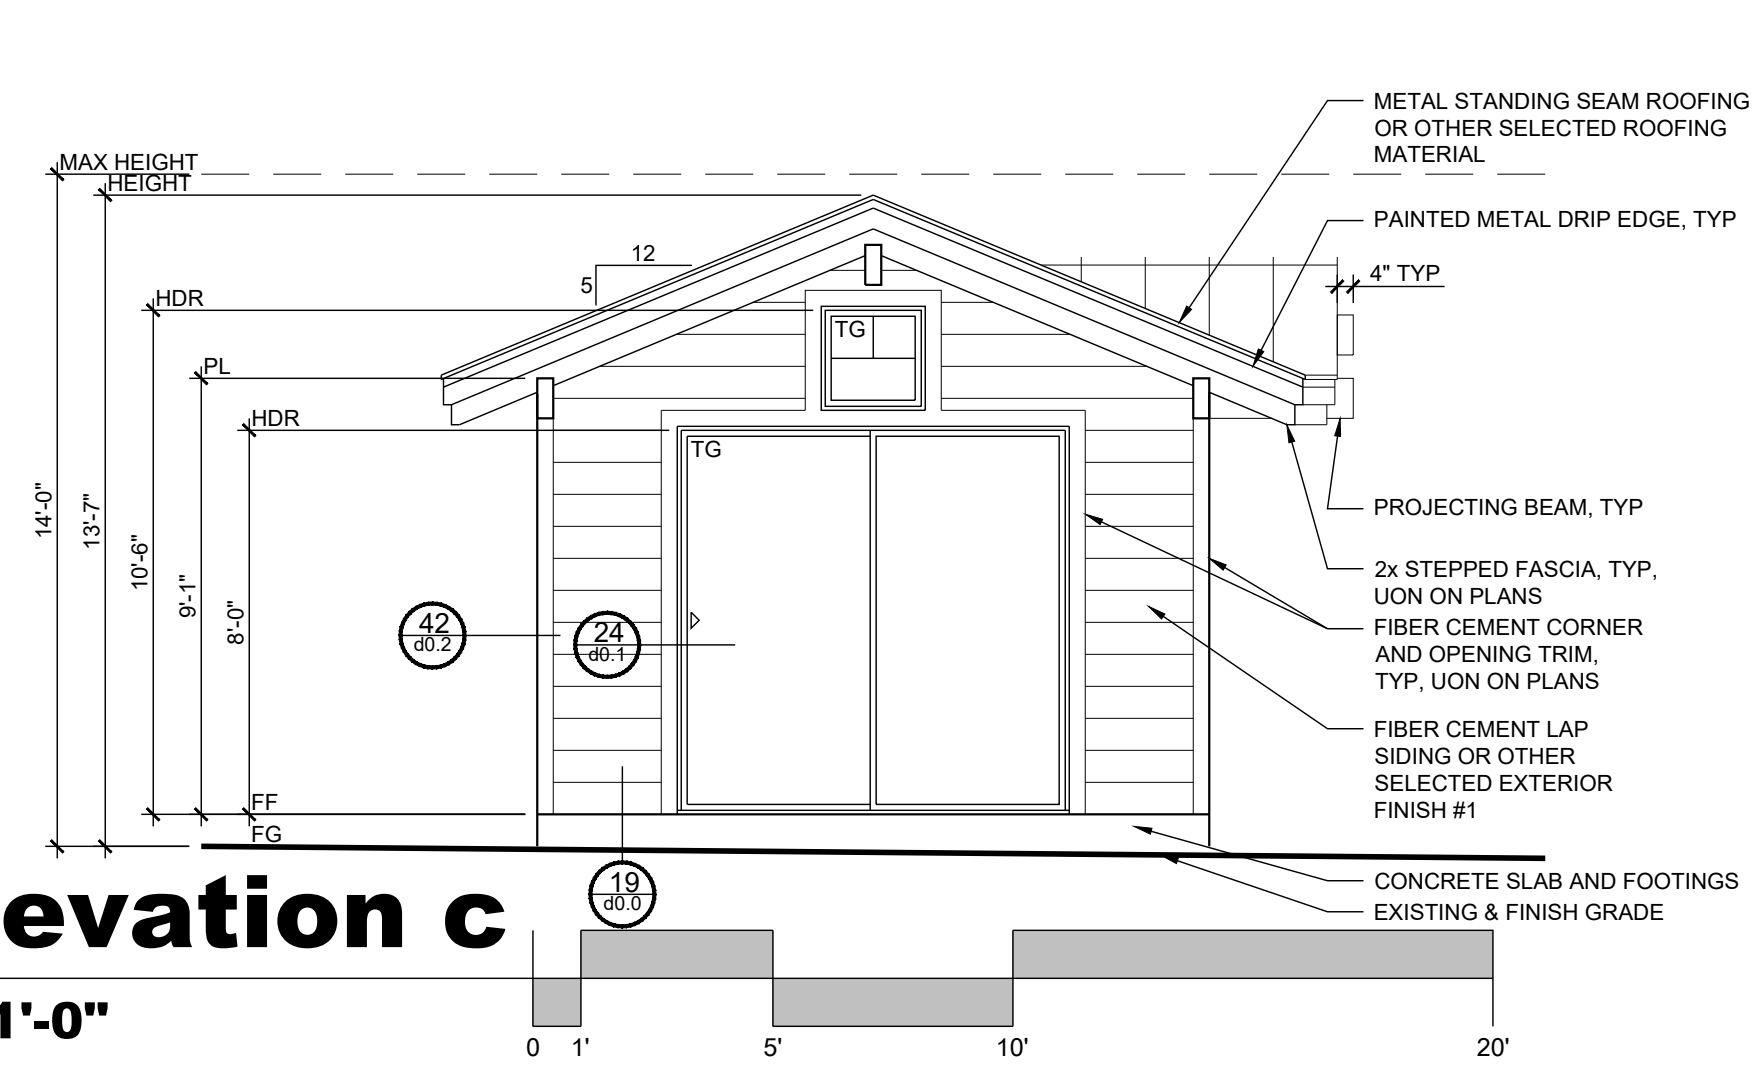 METAL STANDING SEAM ROOFING
OR OTHER SELECTED ROOFING
MATERIAL
MAX HEIGHT
HEIGHT
PAINTED METAL DRIP EDGE, TYP
12
5
4" TYP
HDR
TG
PL
HDR
TG
14'-0"
13'-7"
10'-6"
9'-1"
8'-0"
PROJECTING BEAM, TYP
2x STEPPED FASCIA, TYP,
UON ON PLANS
42
d0.2
24
d0.1
FIBER CEMENT CORNER
AND OPENING TRIM,
TYP, UON ON PLANS
FIBER CEMENT LAP
SIDING OR OTHER
SELECTED EXTERIOR
FINISH #1
FF
FG
19
d0.0
CONCRETE SLAB AND FOOTINGS
EXISTING & FINISH GRADE
evation c
1'-0"
0 1' 5' 10' 20'